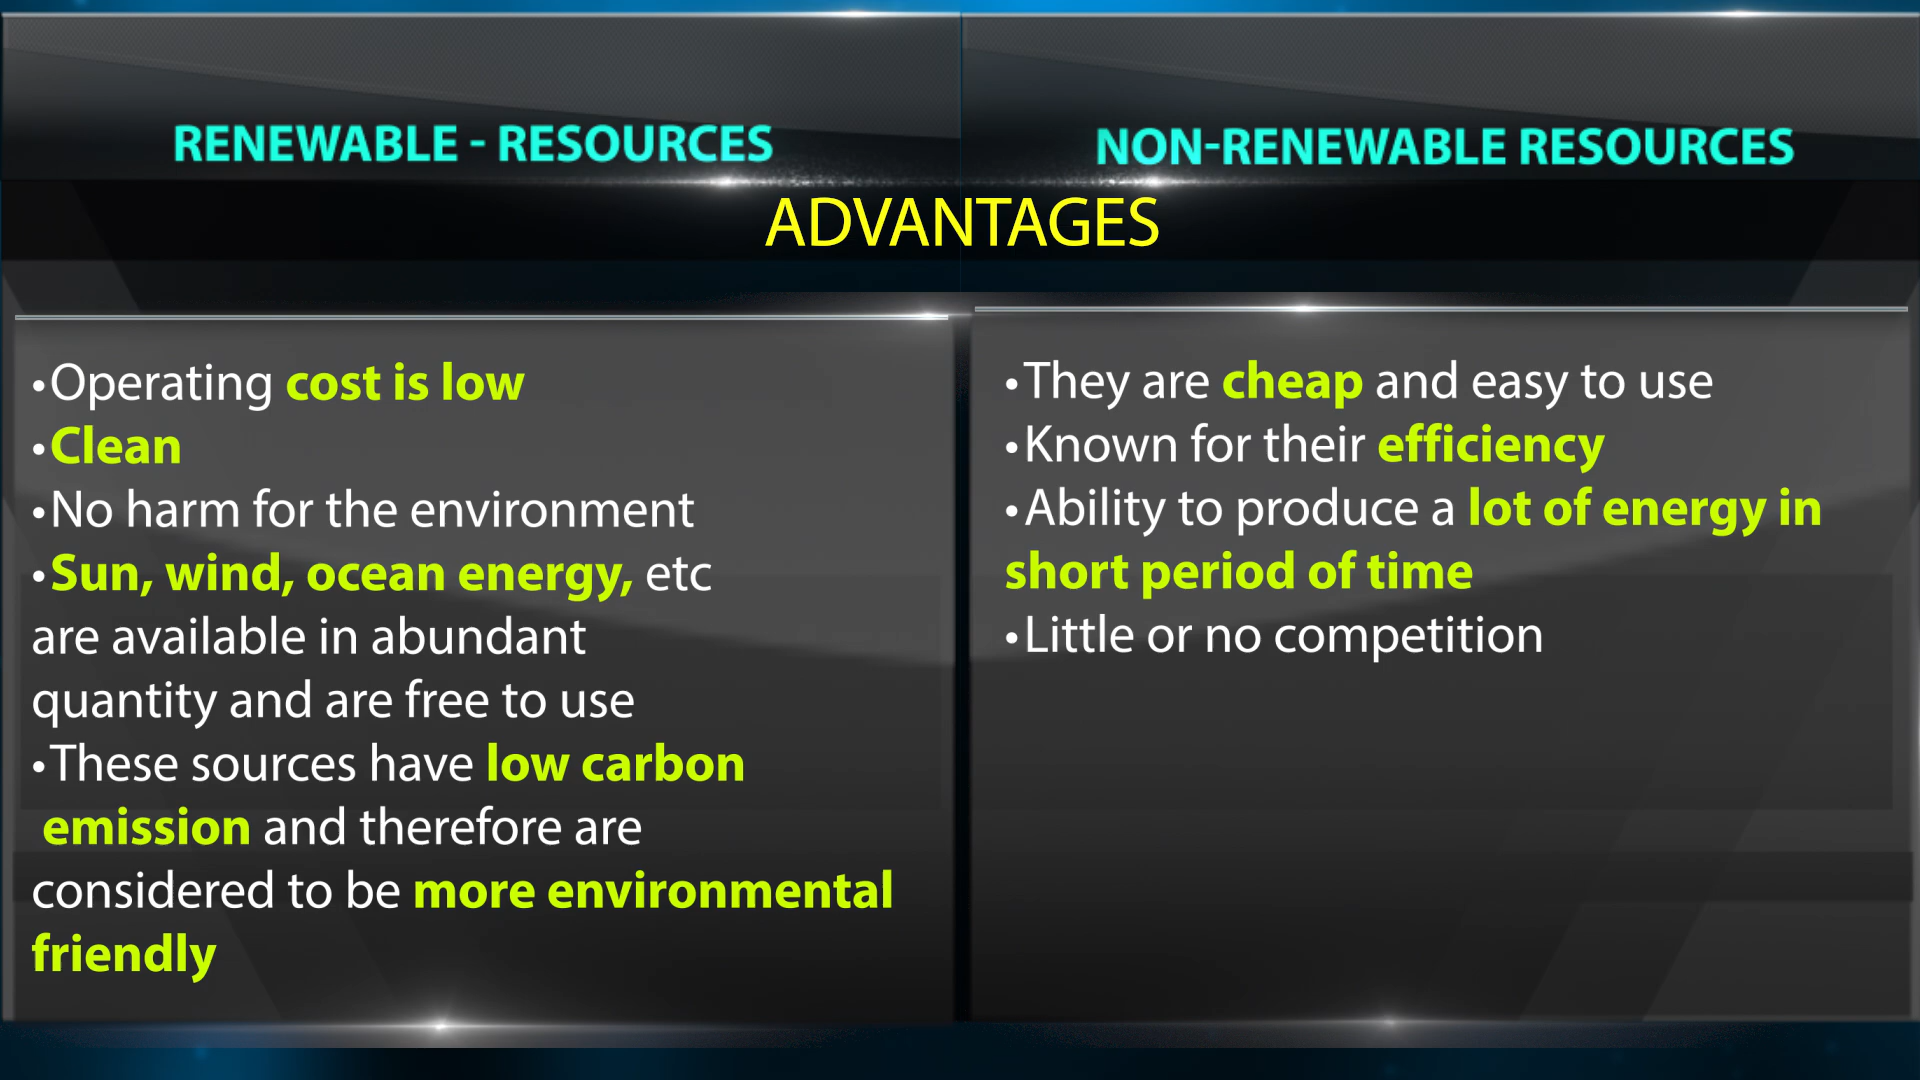 RENEWABLE - RESOURCES
NON-RENEWABLE RESOURCES
ADVANTAGES
•Operating cost is low
•Clean
•No harm for the environment
•Sun, wind, ocean energy, etc
are available in abundant
quantity and are free to use
•These sources have low carbon
emission and therefore are
considered to be more environmental
friendly
•They are cheap and easy to use
•Known for their efficiency
•Ability to produce a lot of energy in
short period of time
•Little or no competition